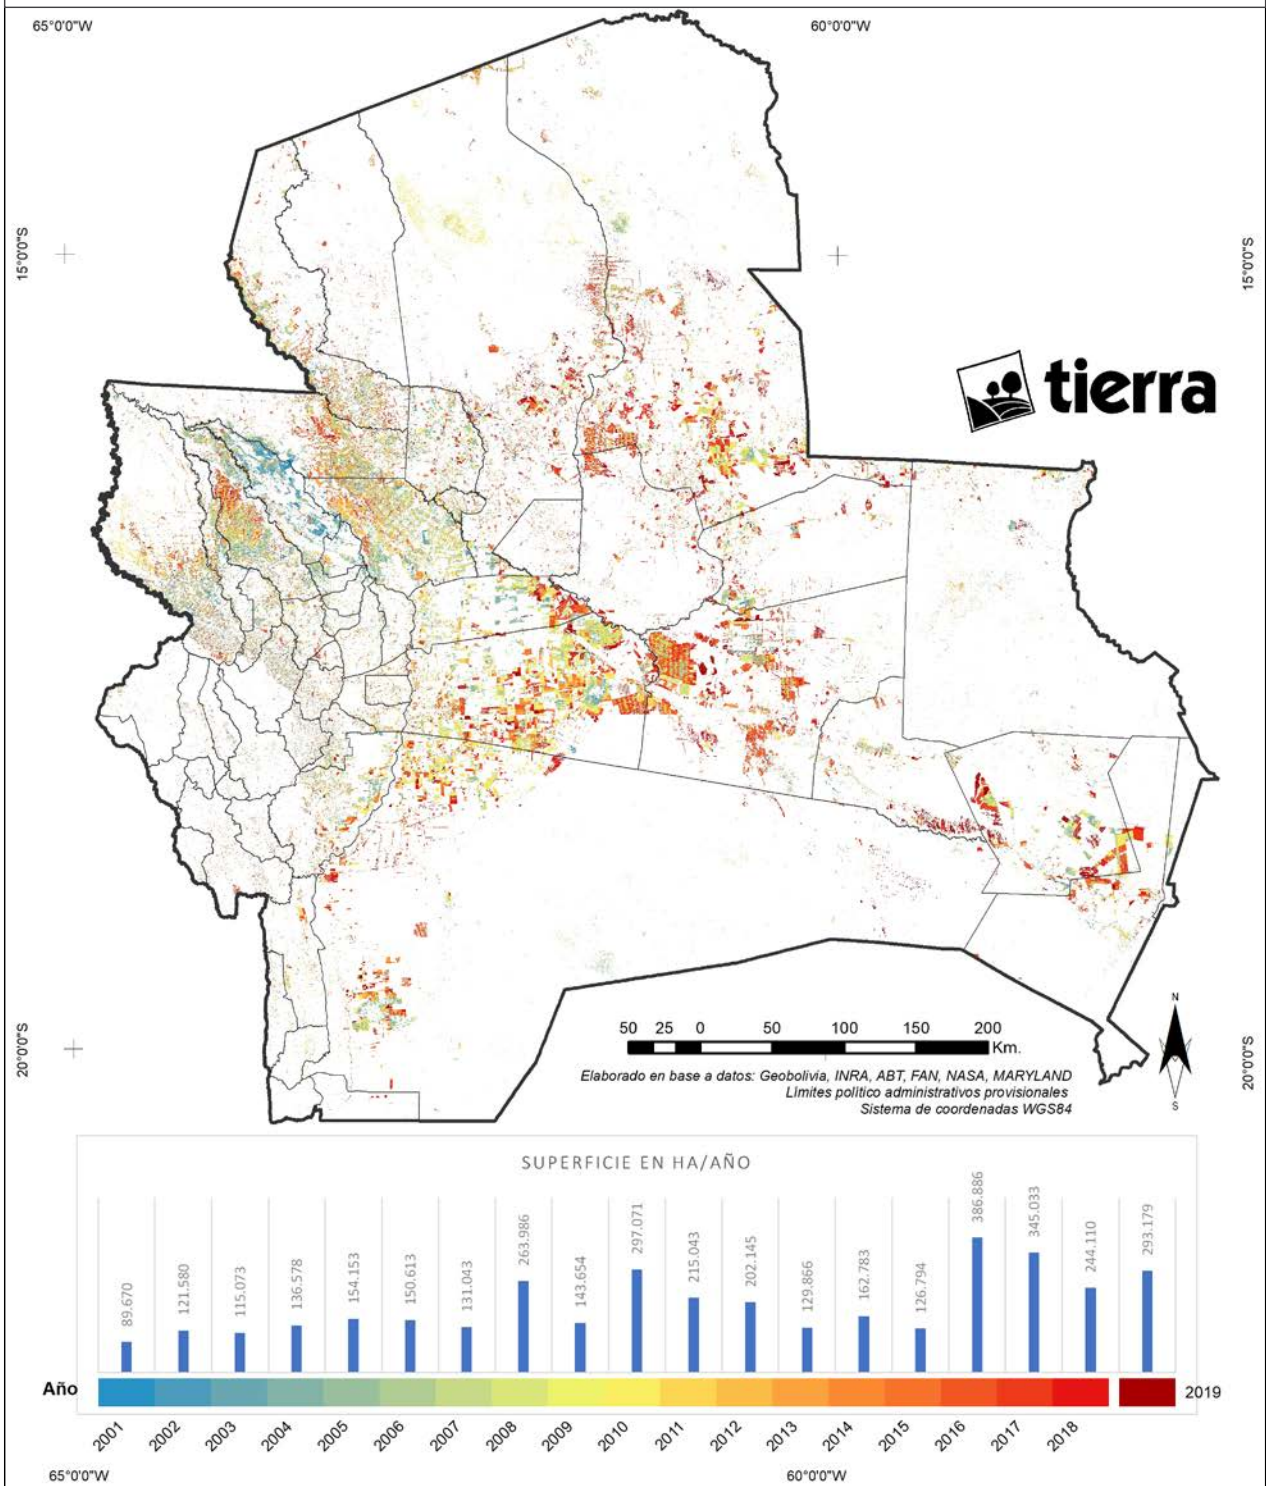 65°0'0"W
60°0'0"W
15°0'0"S
15°0'0"S
tierra
20°0'0"S
20°0'0"S
N
S
50 25 0 50 100 150 200
Km.
Elaborado en base a datos: Geobolivia, INRA, ABT, FAN, NASA, MARYLAND
Límites político administrativos provisionales
Sistema de coordenadas WGS84
SUPERFICIE EN HA/AÑO
89.670
121.580
115.073
136.578
154.153
150.613
131.043
263.986
143.654
297.071
215.043
202.145
129.866
162.783
126.794
386.886
345.033
244.110
293.179
Año
2019
2001
2002
2003
2004
2005
2006
2007
2008
2009
2010
2011
2012
2013
2014
2015
2016
2017
2018
65°0'0"W
60°0'0"W